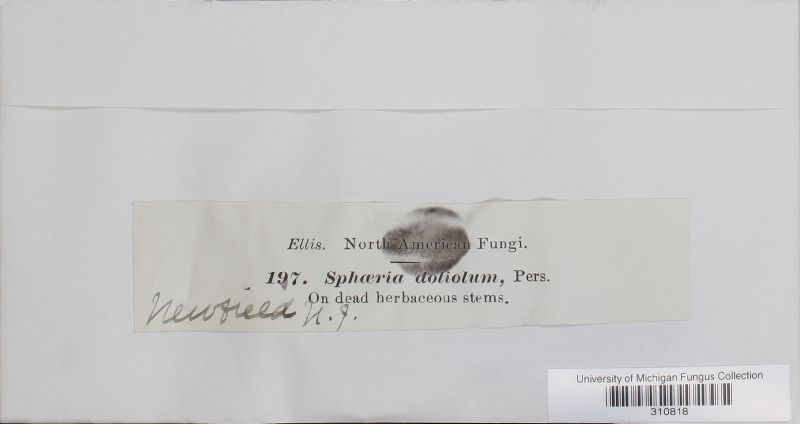 Ellis. North American Fungi.
197. Sphæria doliolum, Pers.
On dead herbaceous stems.
Newfield N. J.
University of Michigan Fungus Collection
310818